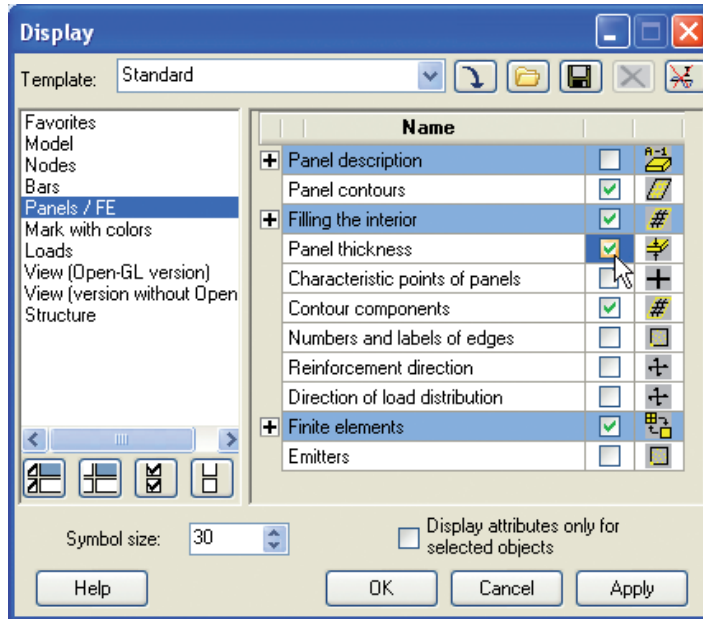 Display
Template: Standard
Favorites
Model
Nodes
Bars
Panels / FE
Mark with colors
Loads
View (Open-GL version)
View (version without Open
Structure
Name
Panel description
A-1
Panel contours
Filling the interior
Panel thickness
Characteristic points of panels
Contour components
Numbers and labels of edges
Reinforcement direction
Direction of load distribution
Finite elements
Emitters
Symbol size: 30
Display attributes only for
selected objects
Help OK Cancel Apply